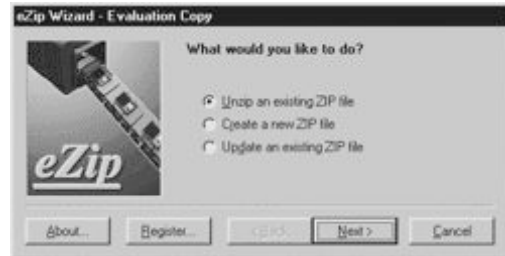 eZip Wizard - Evaluation Copy
What would you like to do?
Unzip an existing ZIP file
Create a new ZIP file
Update an existing ZIP file
eZip
About...
Register...
< Back
Next >
Cancel